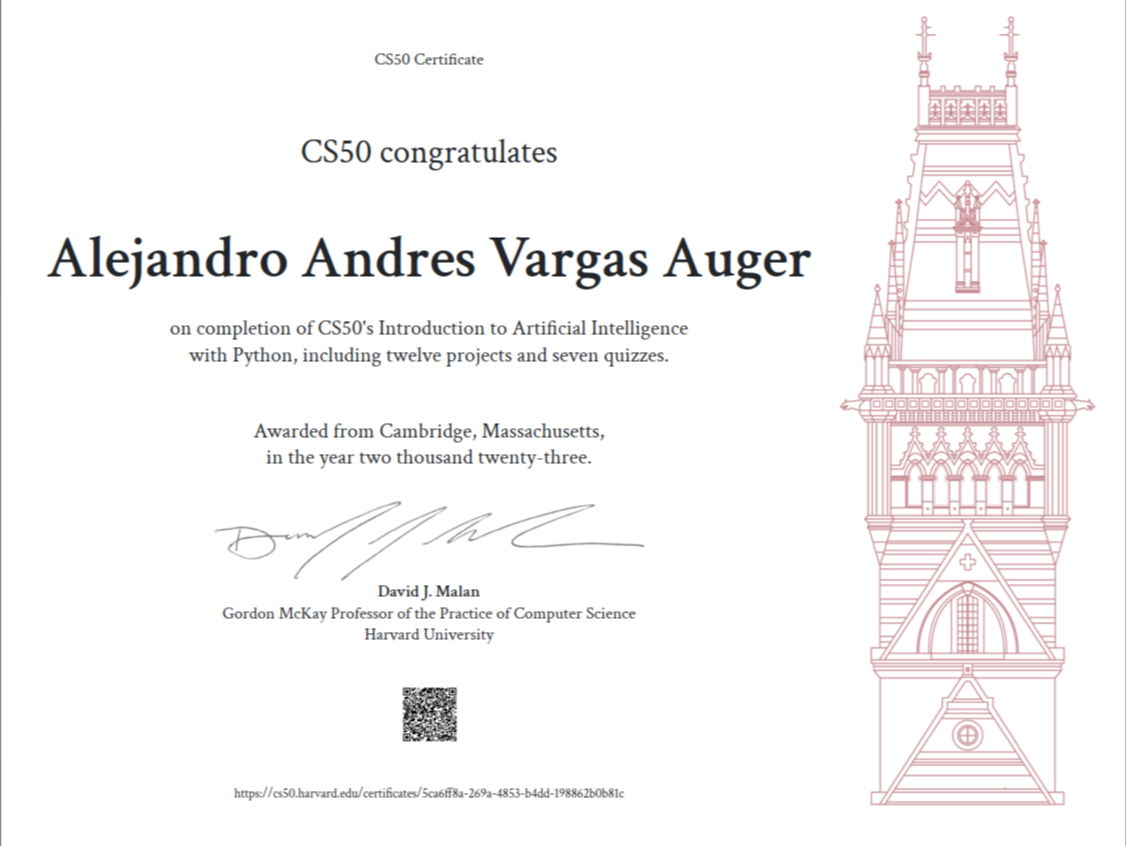 CS50 Certificate
CS50 congratulates
Alejandro Andres Vargas Auger
on completion of CS50's Introduction to Artificial Intelligence
with Python, including twelve projects and seven quizzes.
Awarded from Cambridge, Massachusetts,
in the year two thousand twenty-three.
David J. Malan
Gordon McKay Professor of the Practice of Computer Science
Harvard University
https://cs50.harvard.edu/certificates/5ca6ff8a-269a-4853-b4dd-198862b0b81c